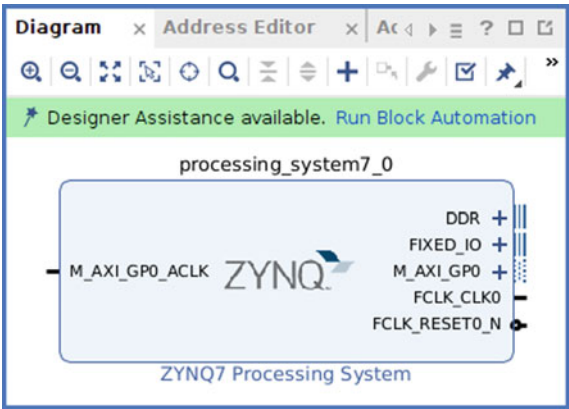 Diagram × Address Editor × Ac
Designer Assistance available. Run Block Automation
processing_system7_0
DDR
FIXED_IO
M_AXI_GP0_ACLK ZYNQ M_AXI_GP0
FCLK_CLK0
FCLK_RESET0_N
ZYNQ7 Processing System